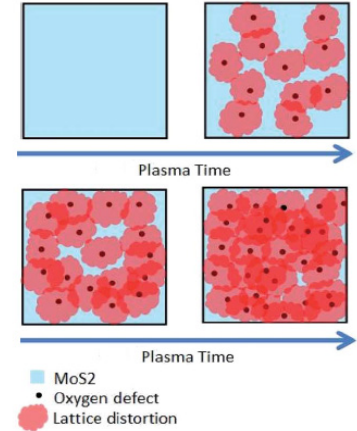 Plasma Time
Plasma Time
MoS2
Oxygen defect
Lattice distortion